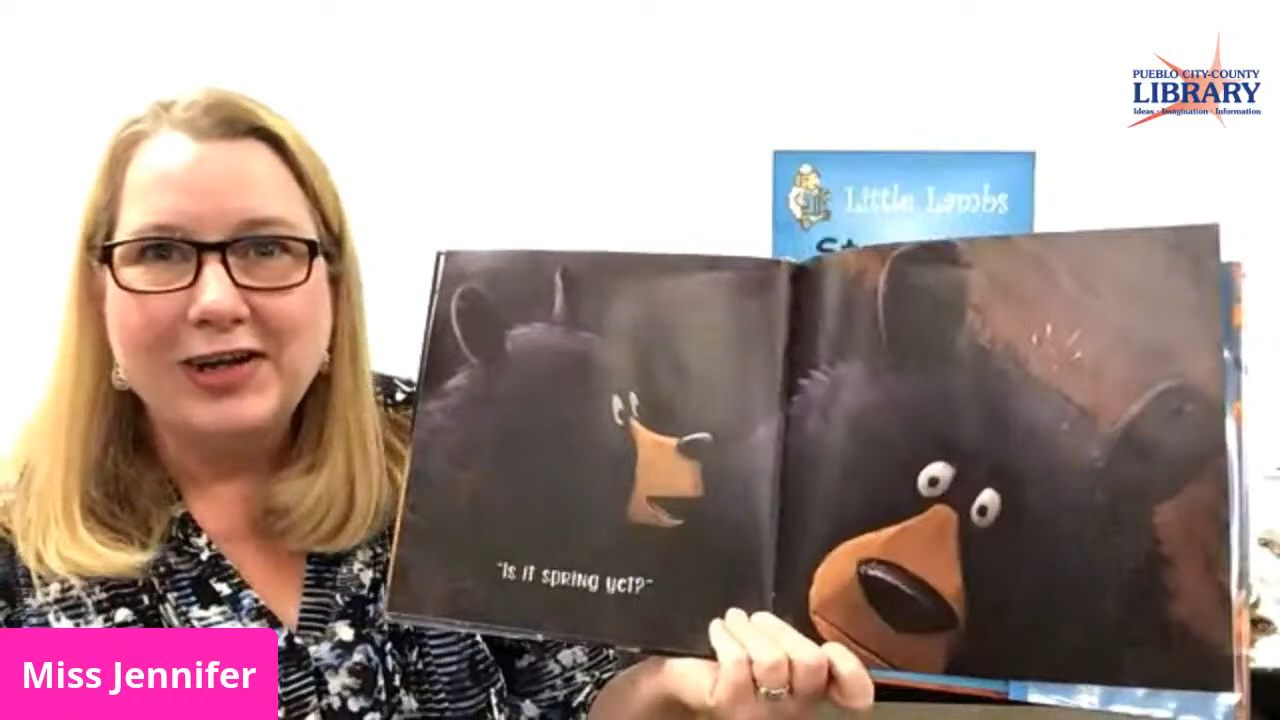 PUEBLO CITY-COUNTY
LIBRARY
Ideas • Imagination • Information
Little Lambs
"Is it spring yet?"
Miss Jennifer